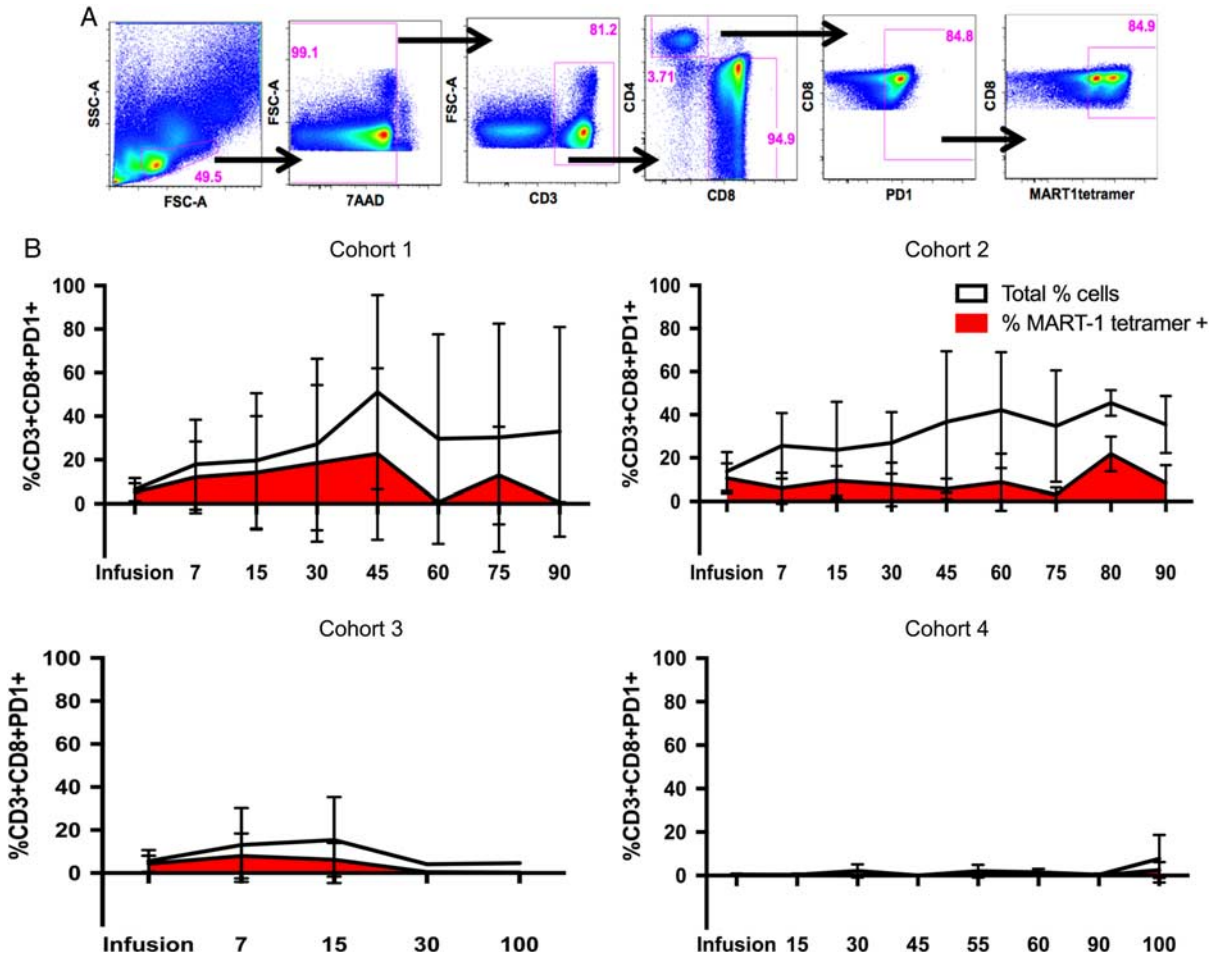 A
99.1
81.2
3.71
94.9
84.8
84.9
49.5
SSC-A
FSC-A
FSC-A
CD4
CD8
CD8
FSC-A
7AAD
CD3
CD8
PD1
MART1tetramer
B
Cohort 1
%CD3+CD8+PD1+
100
80
60
40
20
0
Infusion 7 15 30 45 60 75 90
Cohort 2
Total % cells
% MART-1 tetramer +
%CD3+CD8+PD1+
100
80
60
40
20
0
Infusion 7 15 30 45 60 75 80 90
Cohort 3
%CD3+CD8+PD1+
100
80
60
40
20
0
Infusion 7 15 30 100
Cohort 4
%CD3+CD8+PD1+
100
80
60
40
20
0
Infusion 15 30 45 55 60 90 100